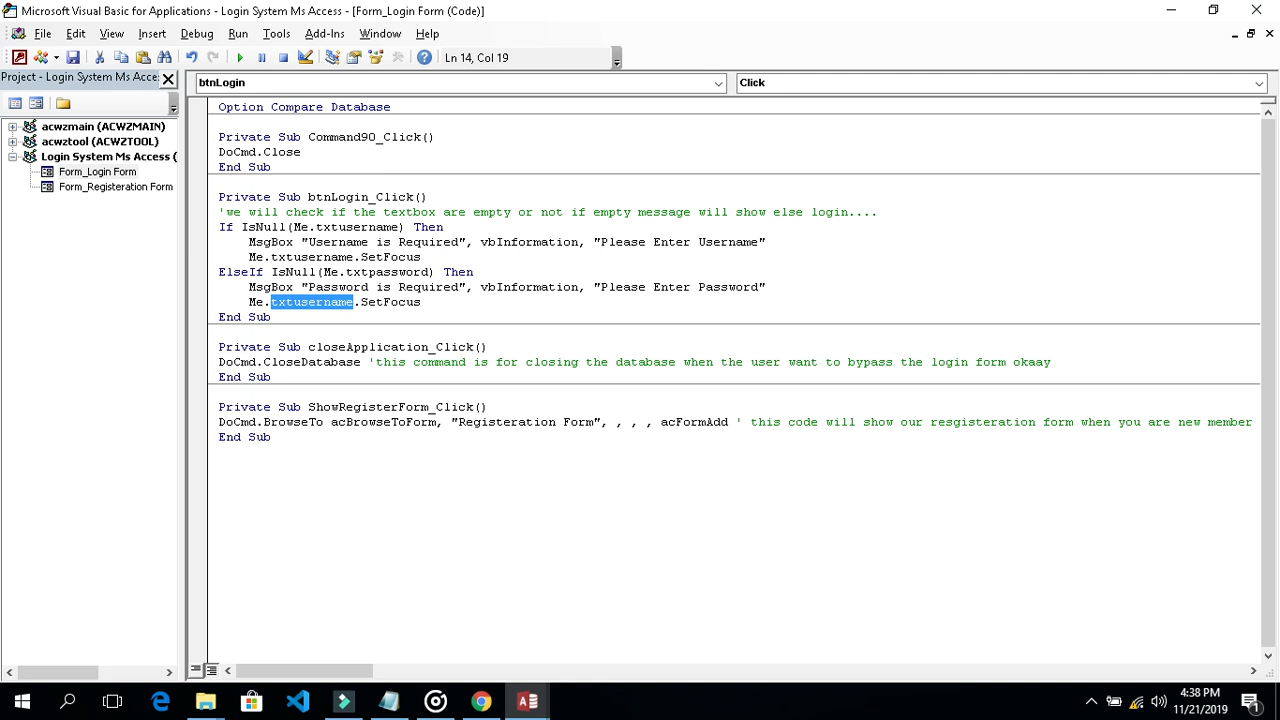 Microsoft Visual Basic for Applications - Login System Ms Access - [Form_Login Form (Code)]
File Edit View Insert Debug Run Tools Add-Ins Window Help
Ln 14, Col 19
Project - Login System Ms Acce:
btnLogin
Click
acwzmain (ACWZMAIN)
acwztool (ACWZTOOL)
Login System Ms Access (
Form_Login Form
Form_Registeration Form
Option Compare Database
Private Sub Command90_Click()
DoCmd.Close
End Sub
Private Sub btnLogin_Click()
'we will check if the textbox are empty or not if empty message will show else login....
If IsNull(Me.txtusername) Then
MsgBox "Username is Required", vbInformation, "Please Enter Username"
Me.txtusername.SetFocus
ElseIf IsNull(Me.txtpassword) Then
MsgBox "Password is Required", vbInformation, "Please Enter Password"
Me.txtusername.SetFocus
End Sub
Private Sub closeApplication_Click()
DoCmd.CloseDatabase 'this command is for closing the database when the user want to bypass the login form okaay
End Sub
Private Sub ShowRegisterForm_Click()
DoCmd.BrowseTo acBrowseToForm, "Registeration Form", , , , acFormAdd ' this code will show our resgisteration form when you are new member
End Sub
4:38 PM
11/21/2019
1